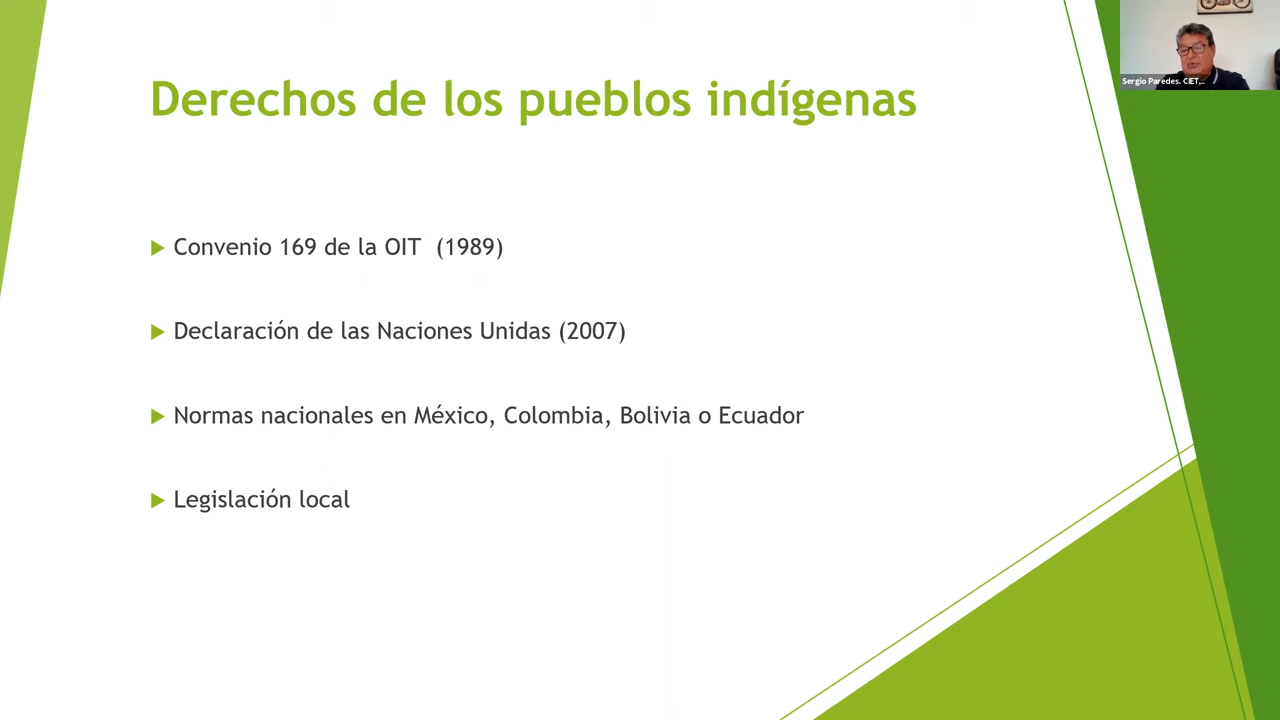 Derechos de los pueblos indígenas
Convenio 169 de la OIT (1989)
Declaración de las Naciones Unidas (2007)
Normas nacionales en México, Colombia, Bolivia o Ecuador
Legislación local
Sergio Paredes. CIET,...